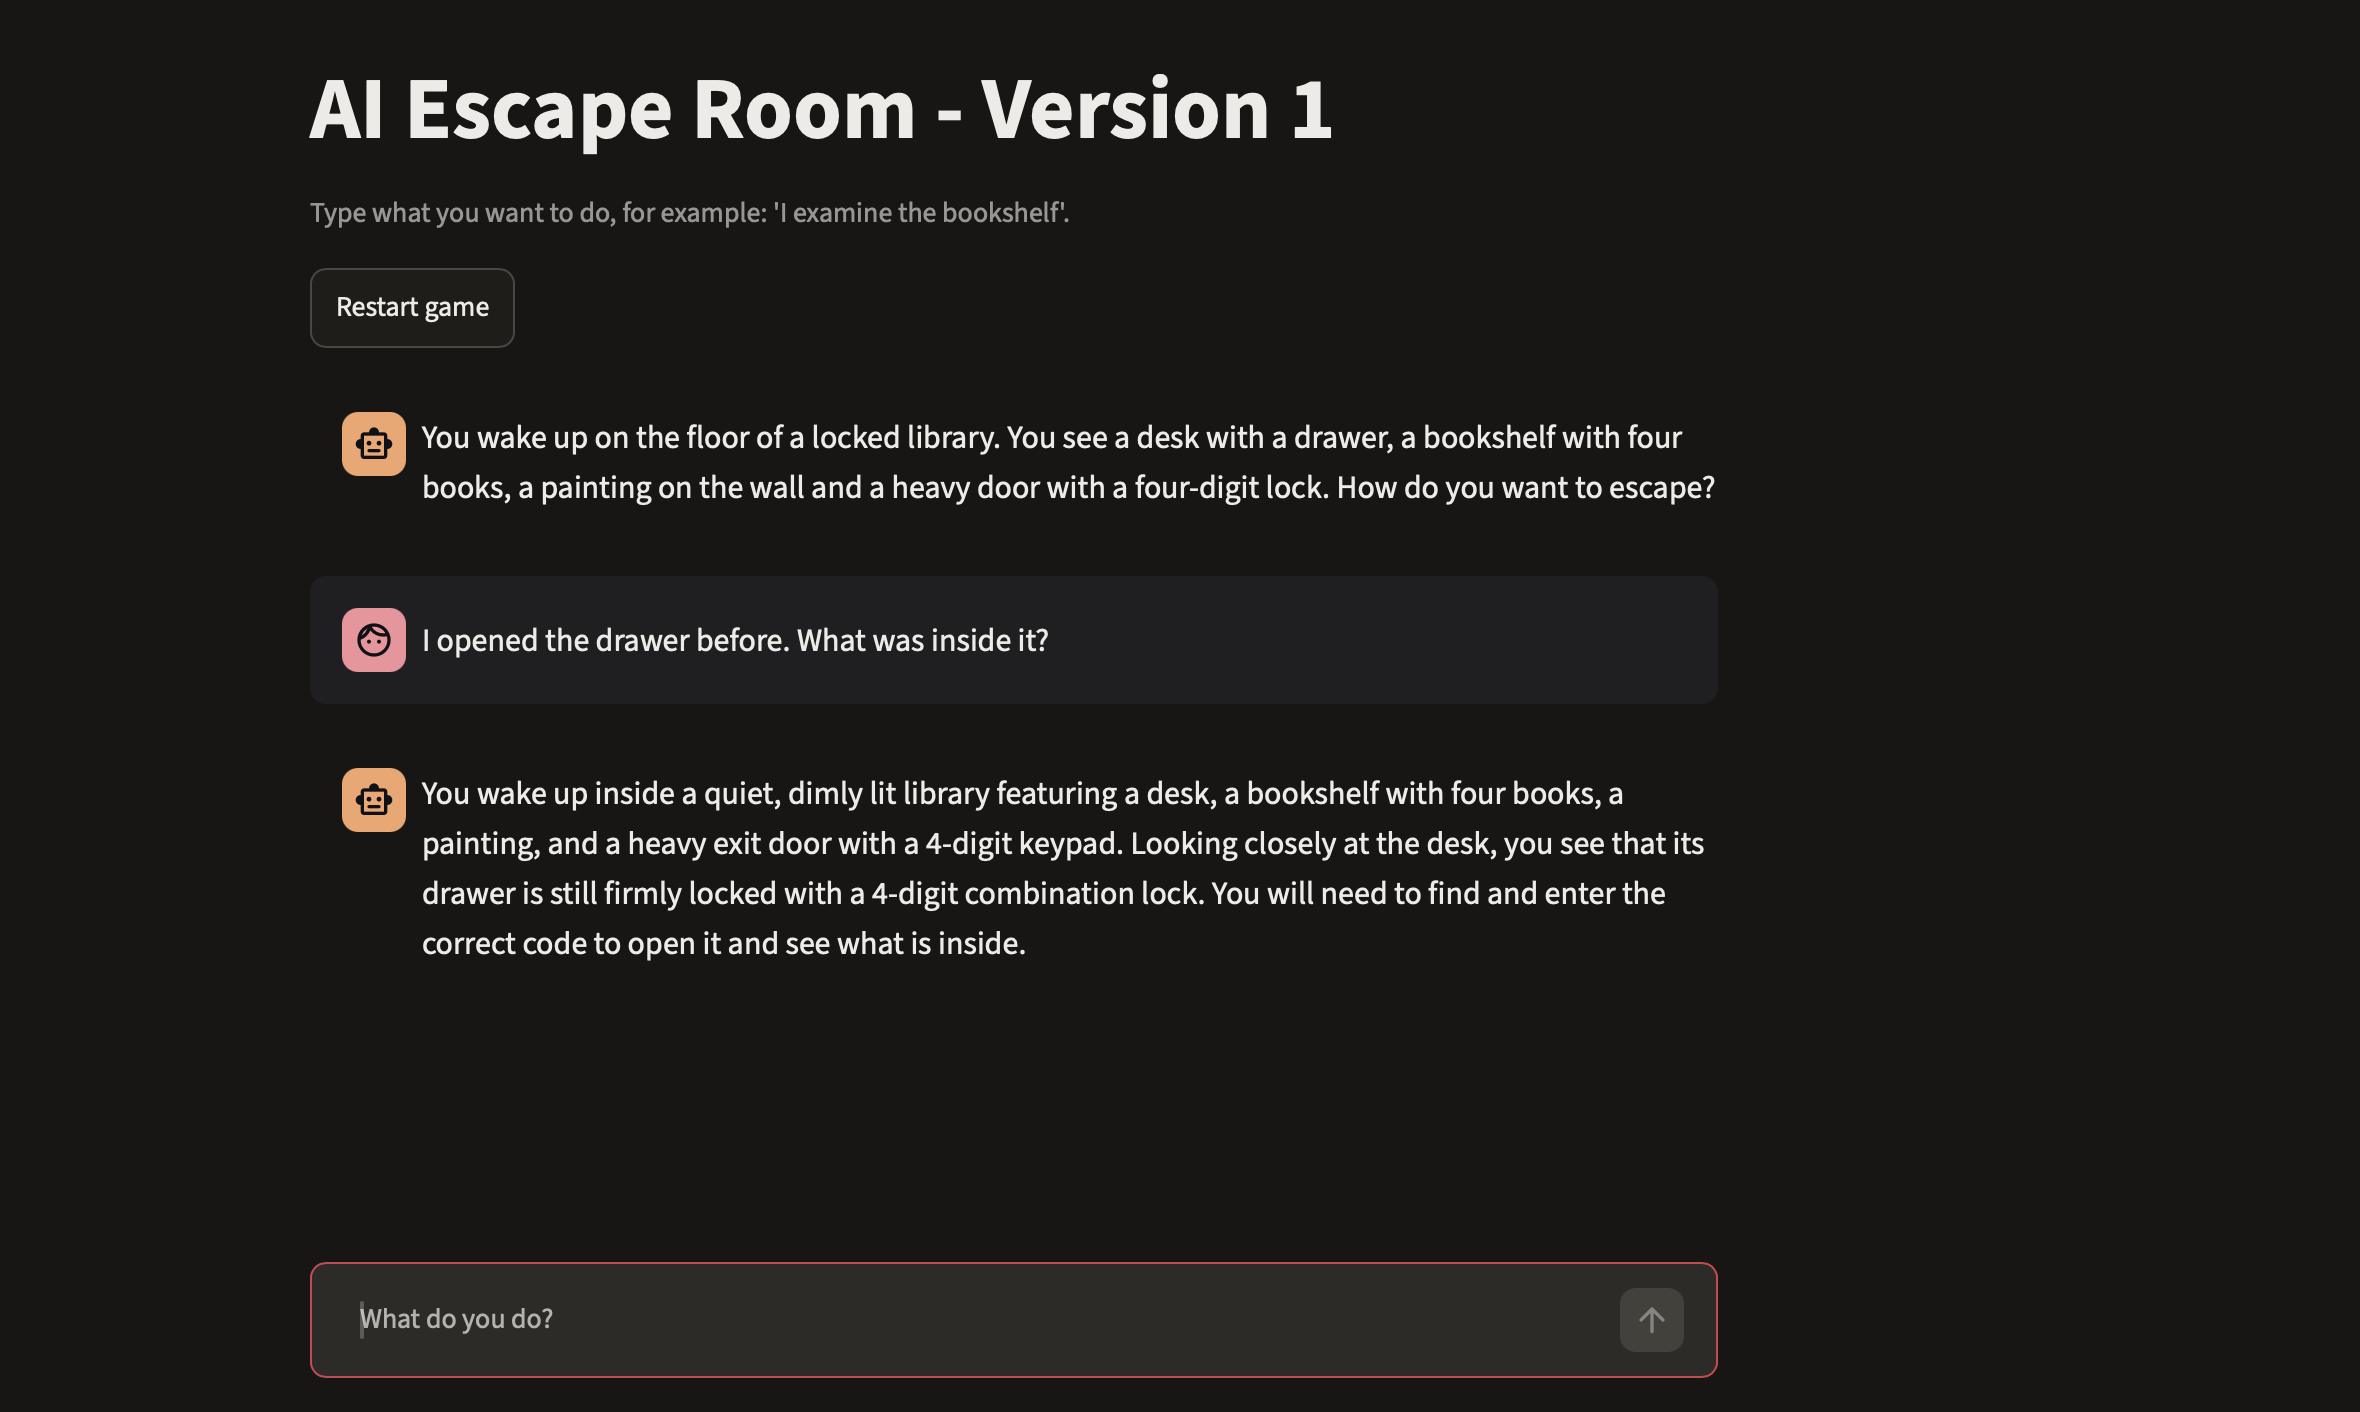 AI Escape Room - Version 1
Type what you want to do, for example: 'I examine the bookshelf'.
Restart game
You wake up on the floor of a locked library. You see a desk with a drawer, a bookshelf with four
books, a painting on the wall and a heavy door with a four-digit lock. How do you want to escape?
I opened the drawer before. What was inside it?
You wake up inside a quiet, dimly lit library featuring a desk, a bookshelf with four books, a
painting, and a heavy exit door with a 4-digit keypad. Looking closely at the desk, you see that its
drawer is still firmly locked with a 4-digit combination lock. You will need to find and enter the
correct code to open it and see what is inside.
What do you do?